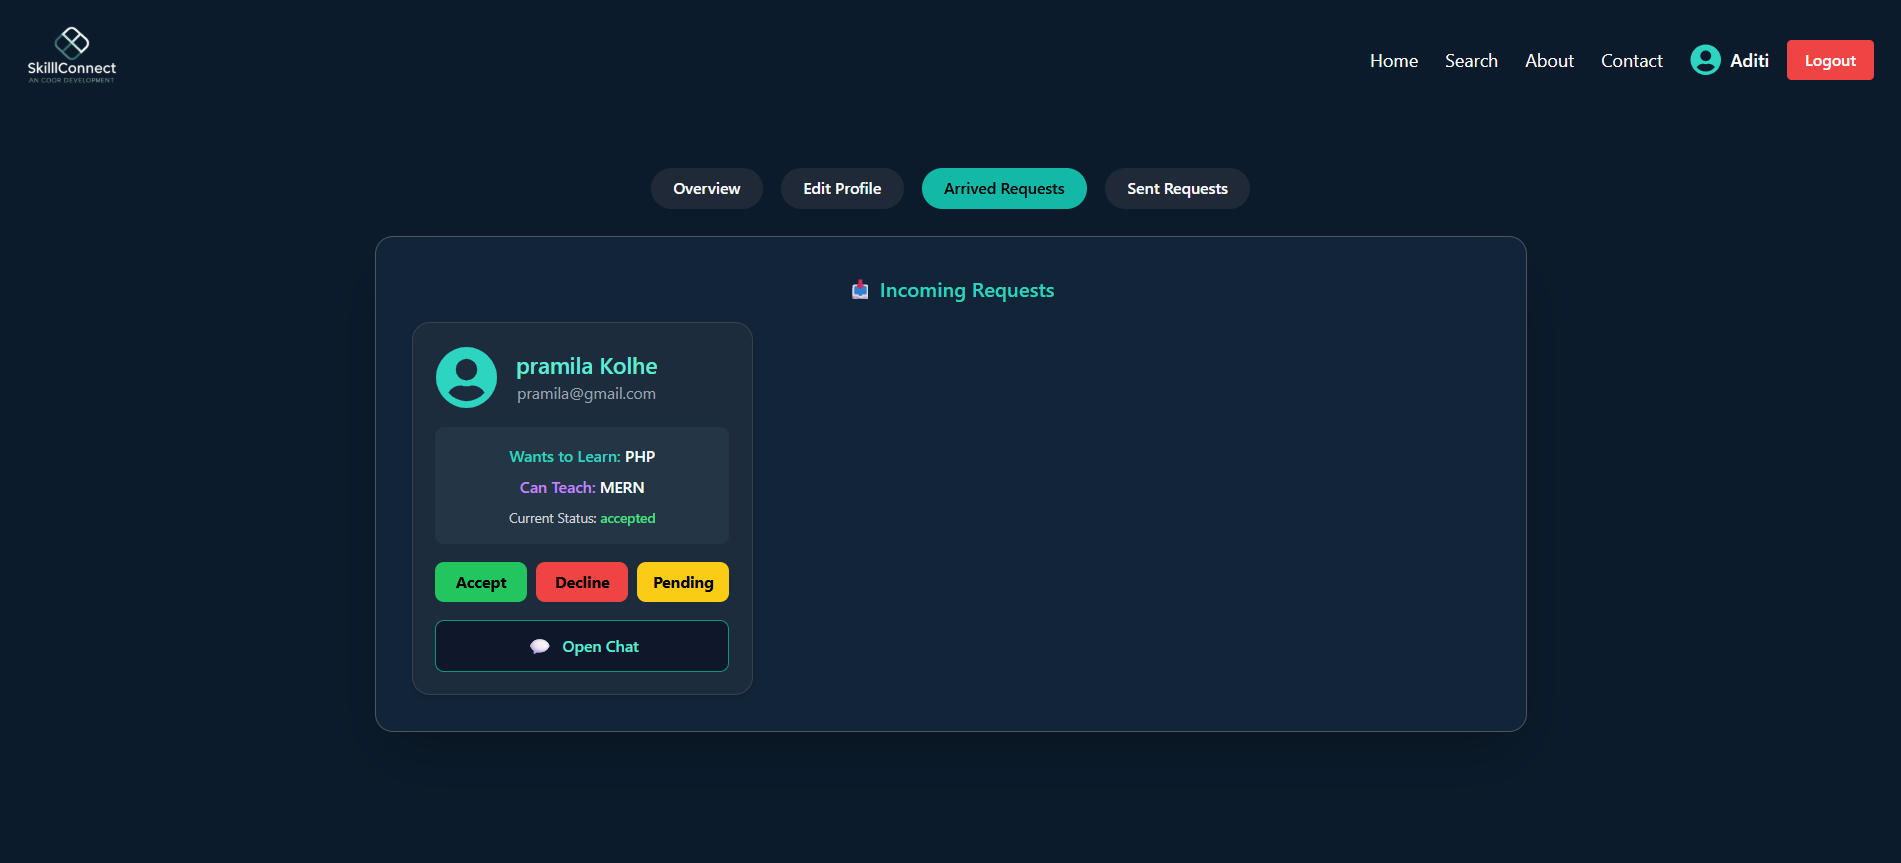 SkilllConnect
AN COOR DEVELOPMENT
Home Search About Contact Aditi Logout
Overview Edit Profile Arrived Requests Sent Requests
Incoming Requests
pramila Kolhe
pramila@gmail.com
Wants to Learn: PHP
Can Teach: MERN
Current Status: accepted
Accept Decline Pending
Open Chat